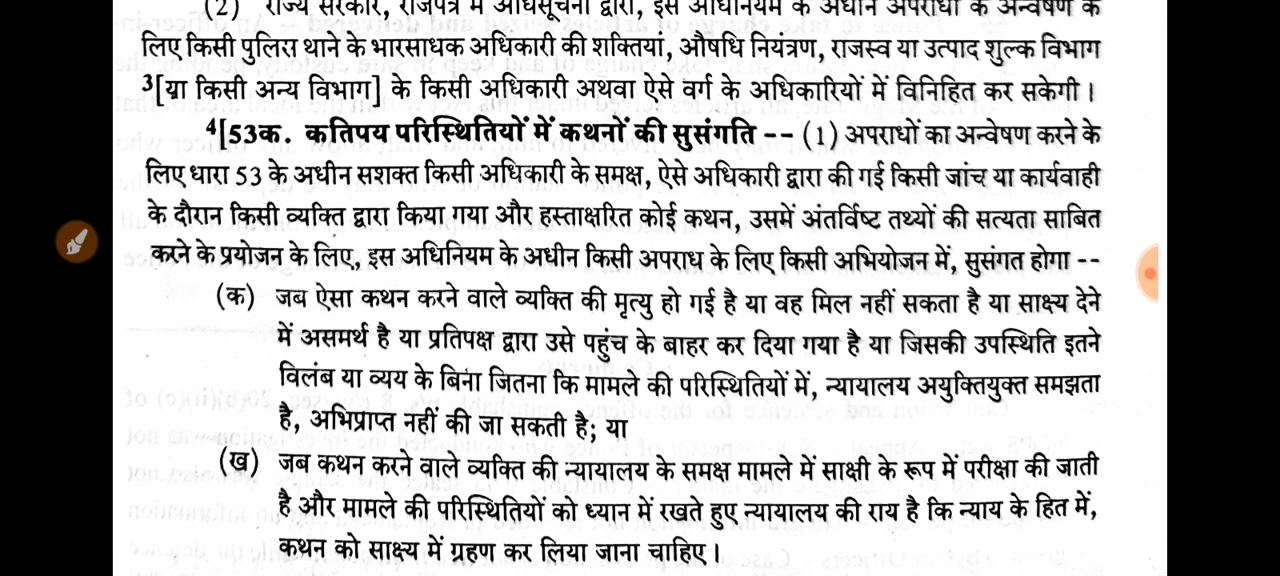 (2) राज्य सरकार, राजपत्र में अधिसूचना द्वारा, इस अधिनियम के अधीन अपराधों के अन्वेषण के
लिए किसी पुलिस थाने के भारसाधक अधिकारी की शक्तियां, औषधि नियंत्रण, राजस्व या उत्पाद शुल्क विभाग
3[या किसी अन्य विभाग] के किसी अधिकारी अथवा ऐसे वर्ग के अधिकारियों में विनिहित कर सकेगी।
4[53क. कतिपय परिस्थितियों में कथनों की सुसंगति -- (1) अपराधों का अन्वेषण करने के
लिए धारा 53 के अधीन सशक्त किसी अधिकारी के समक्ष, ऐसे अधिकारी द्वारा की गई किसी जांच या कार्यवाही
के दौरान किसी व्यक्ति द्वारा किया गया और हस्ताक्षरित कोई कथन, उसमें अंतर्विष्ट तथ्यों की सत्यता साबित
करने के प्रयोजन के लिए, इस अधिनियम के अधीन किसी अपराध के लिए किसी अभियोजन में, सुसंगत होगा --
(क) जब ऐसा कथन करने वाले व्यक्ति की मृत्यु हो गई है या वह मिल नहीं सकता है या साक्ष्य देने
में असमर्थ है या प्रतिपक्ष द्वारा उसे पहुंच के बाहर कर दिया गया है या जिसकी उपस्थिति इतने
विलंब या व्यय के बिना जितना कि मामले की परिस्थितियों में, न्यायालय अयुक्तियुक्त समझता
है, अभिप्राप्त नहीं की जा सकती है; या
(ख) जब कथन करने वाले व्यक्ति की न्यायालय के समक्ष मामले में साक्षी के रूप में परीक्षा की जाती
है और मामले की परिस्थितियों को ध्यान में रखते हुए न्यायालय की राय है कि न्याय के हित में,
कथन को साक्ष्य में ग्रहण कर लिया जाना चाहिए।